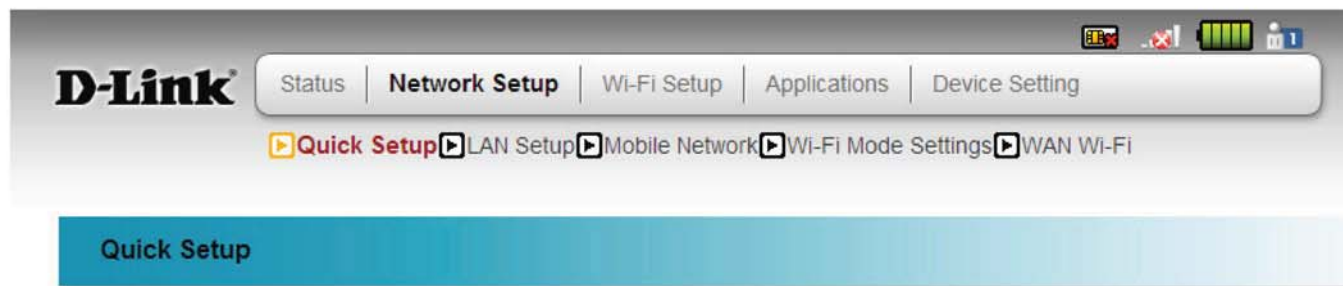 1
D-Link Status Network Setup Wi-Fi Setup Applications Device Setting
Quick Setup LAN Setup Mobile Network Wi-Fi Mode Settings WAN Wi-Fi
Quick Setup